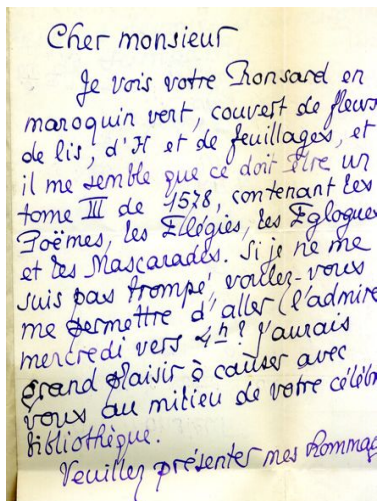 Cher monsieur
Je vois votre Ronsard en
maroquin vert, couvert de fleurs
de lis, d'H et de feuillages, et
il me semble que ce doit être un
tome III de 1578, contenant les
Poëmes, les Elégies, les Eglogues
et les Mascarades. Si je ne me
suis pas trompé, voulez-vous
me permettre d'aller l'admire
mercredi vers 4h? J'aurais
grand plaisir à causer avec
vous au milieu de votre célèb
bibliothèque.
Veuillez présenter mes hommag